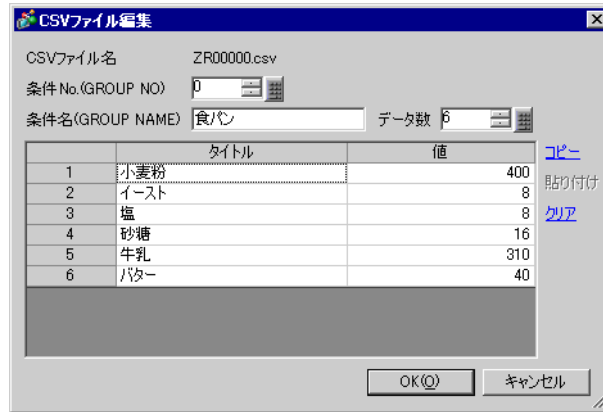 CSVファイル編集
CSVファイル名 ZR00000.csv
条件No.(GROUP NO) 0
条件名(GROUP NAME) 食パン データ数 6
タイトル 値 コピー
1 小麦粉 400 貼り付け
2 イースト 8
3 塩 8 クリア
4 砂糖 16
5 牛乳 310
6 バター 40
OK(O) キャンセル